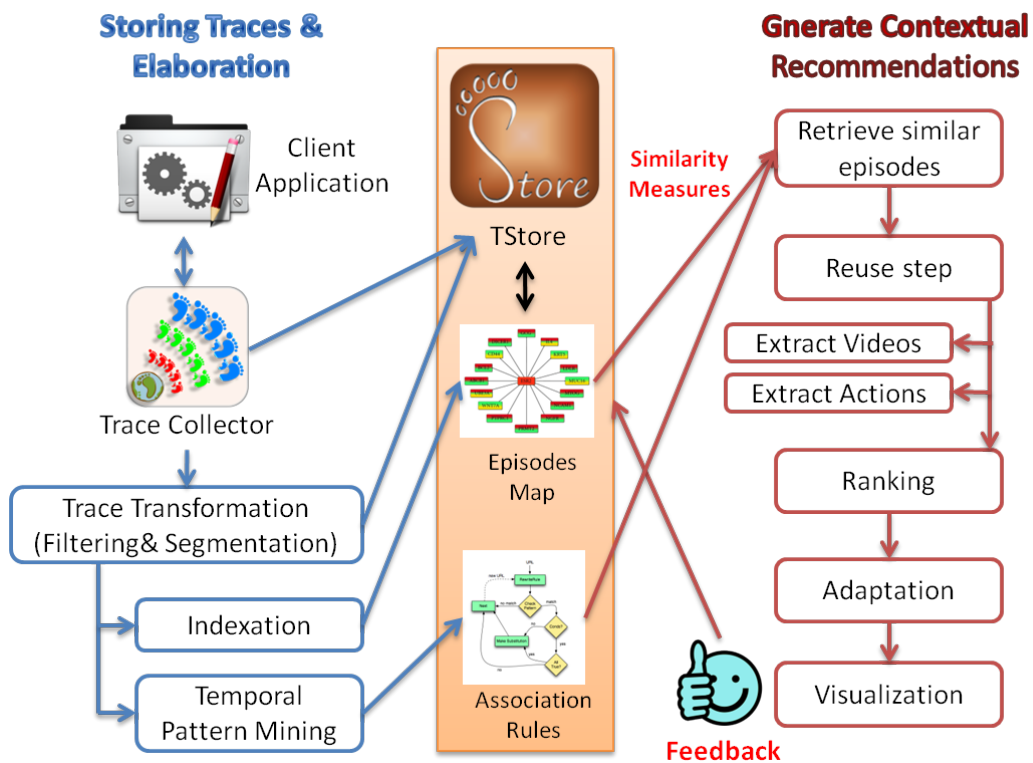 Storing Traces &
Elaboration
Client
Application
Trace Collector
Trace Transformation
(Filtering& Segmentation)
Indexation
Temporal
Pattern Mining
Store
TStore
Episodes
Map
Association
Rules
Similarity
Measures
Gnerate Contextual
Recommendations
Retrieve similar
episodes
Reuse step
Extract Videos
Extract Actions
Ranking
Adaptation
Visualization
Feedback